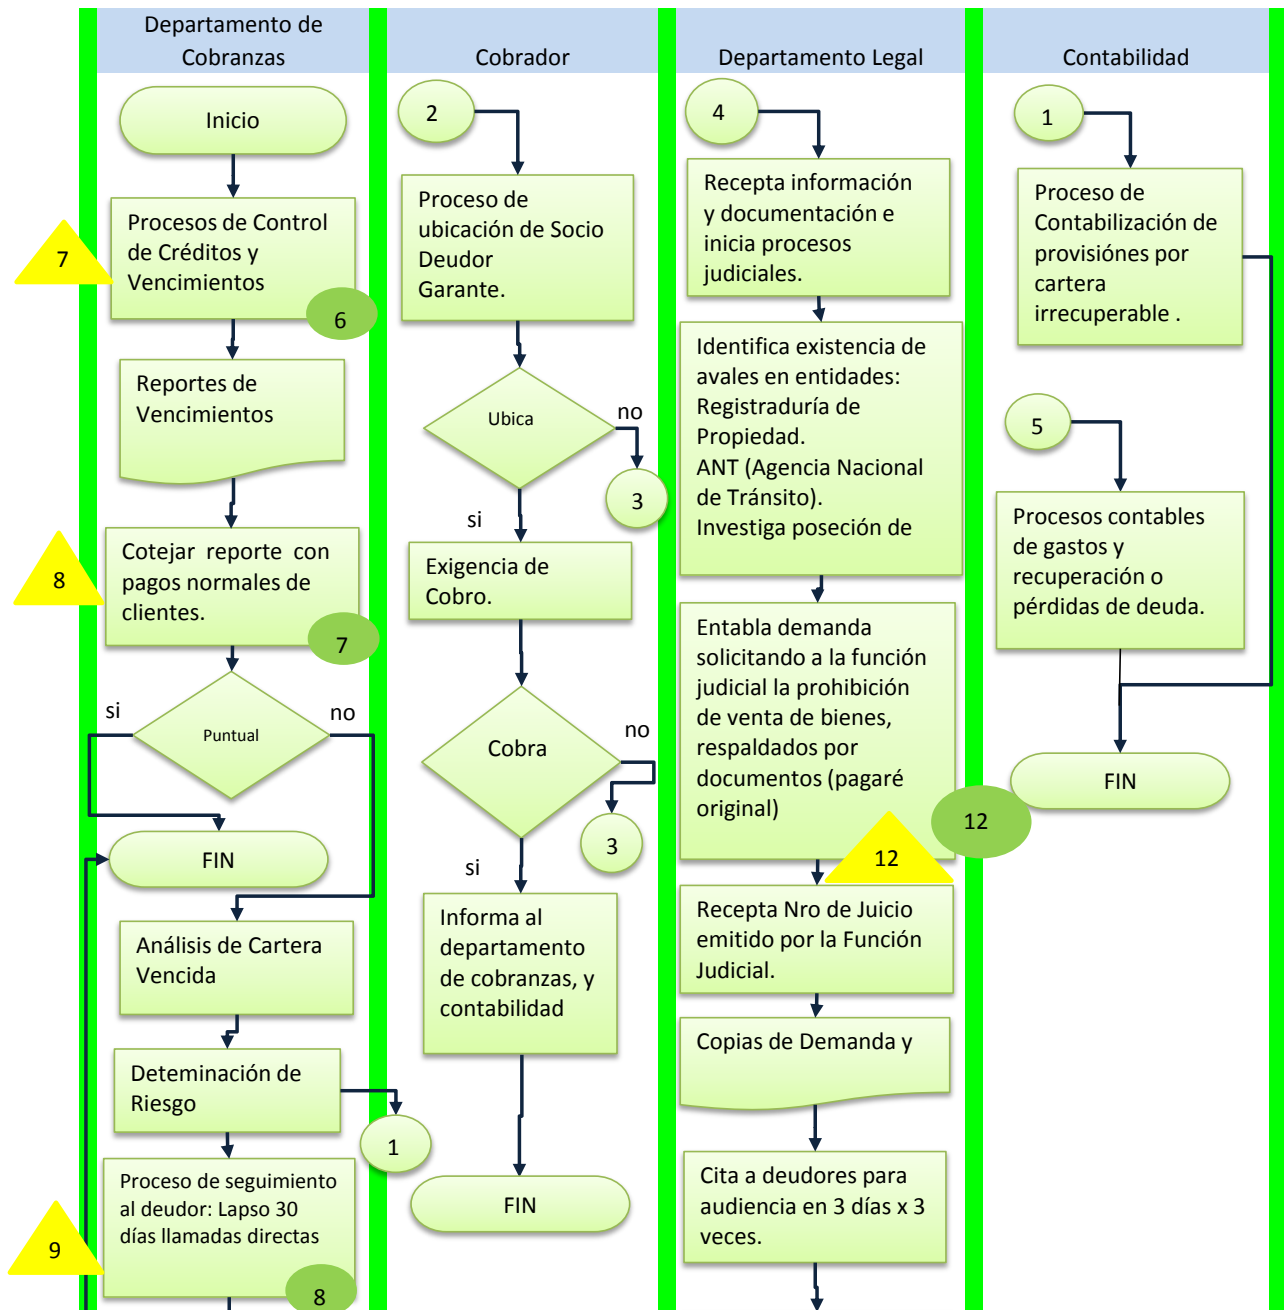 Departamento de
Cobranzas
Inicio
Procesos de Control
de Créditos y
Vencimientos
7
6
Reportes de
Vencimientos
Cotejar reporte con
pagos normales de
clientes.
8
7
si
no
Puntual
FIN
Análisis de Cartera
Vencida
Deteminación de
Riesgo
1
Proceso de seguimiento
al deudor: Lapso 30
días llamadas directas
9
8
Cobrador
2
Proceso de
ubicación de Socio
Deudor
Garante.
Ubica
no
3
si
Exigencia de
Cobro.
Cobra
no
3
si
Informa al
departamento
de cobranzas, y
contabilidad
FIN
Departamento Legal
4
Recepta información
y documentación e
inicia procesos
judiciales.
Identifica existencia de
avales en entidades:
Registraduría de
Propiedad.
ANT (Agencia Nacional
de Tránsito).
Investiga poseción de
Entabla demanda
solicitando a la función
judicial la prohibición
de venta de bienes,
respaldados por
documentos (pagaré
original)
12
12
Recepta Nro de Juicio
emitido por la Función
Judicial.
Copias de Demanda y
Cita a deudores para
audiencia en 3 días x 3
veces.
Contabilidad
1
Proceso de
Contabilización de
provisiónes por
cartera
irrecuperable .
5
Procesos contables
de gastos y
recuperación o
pérdidas de deuda.
FIN